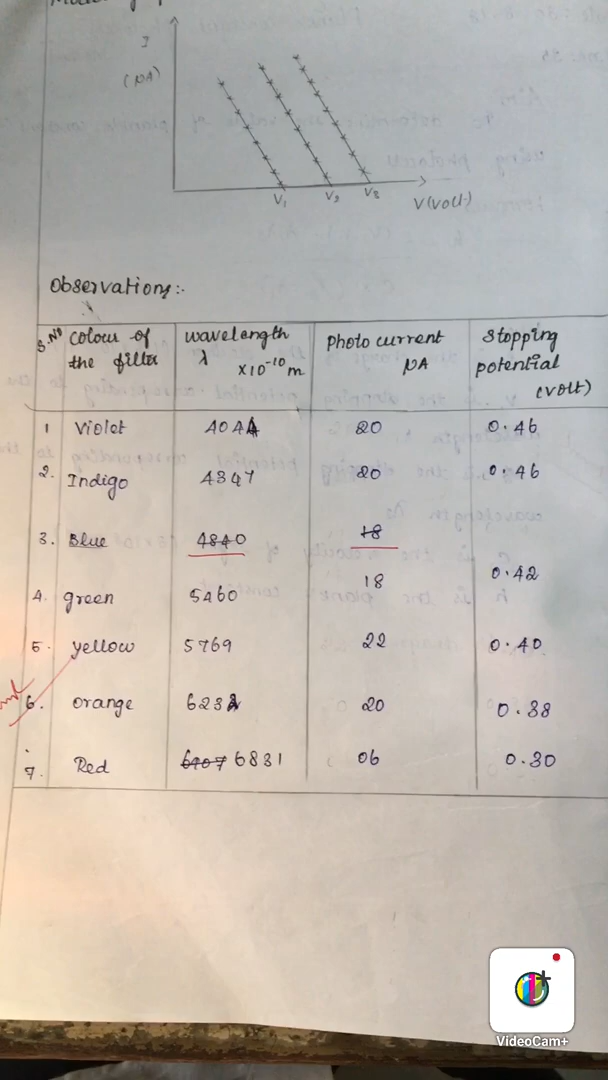 I
(μA)
V₁ V₂ V₃ V(volt)
Observations:-
S.No Colour of the filter wavelength λ x10⁻¹⁰m Photo current μA Stopping potential (volt)
1 Violet 4044 20 0.46
2. Indigo 4347 20 0.46
3. Blue 4840 18
4. green 5460 18 0.42
5. yellow 5769 22 0.40
6. orange 6232 20 0.38
7. Red 6907 6831 06 0.30
VideoCam+